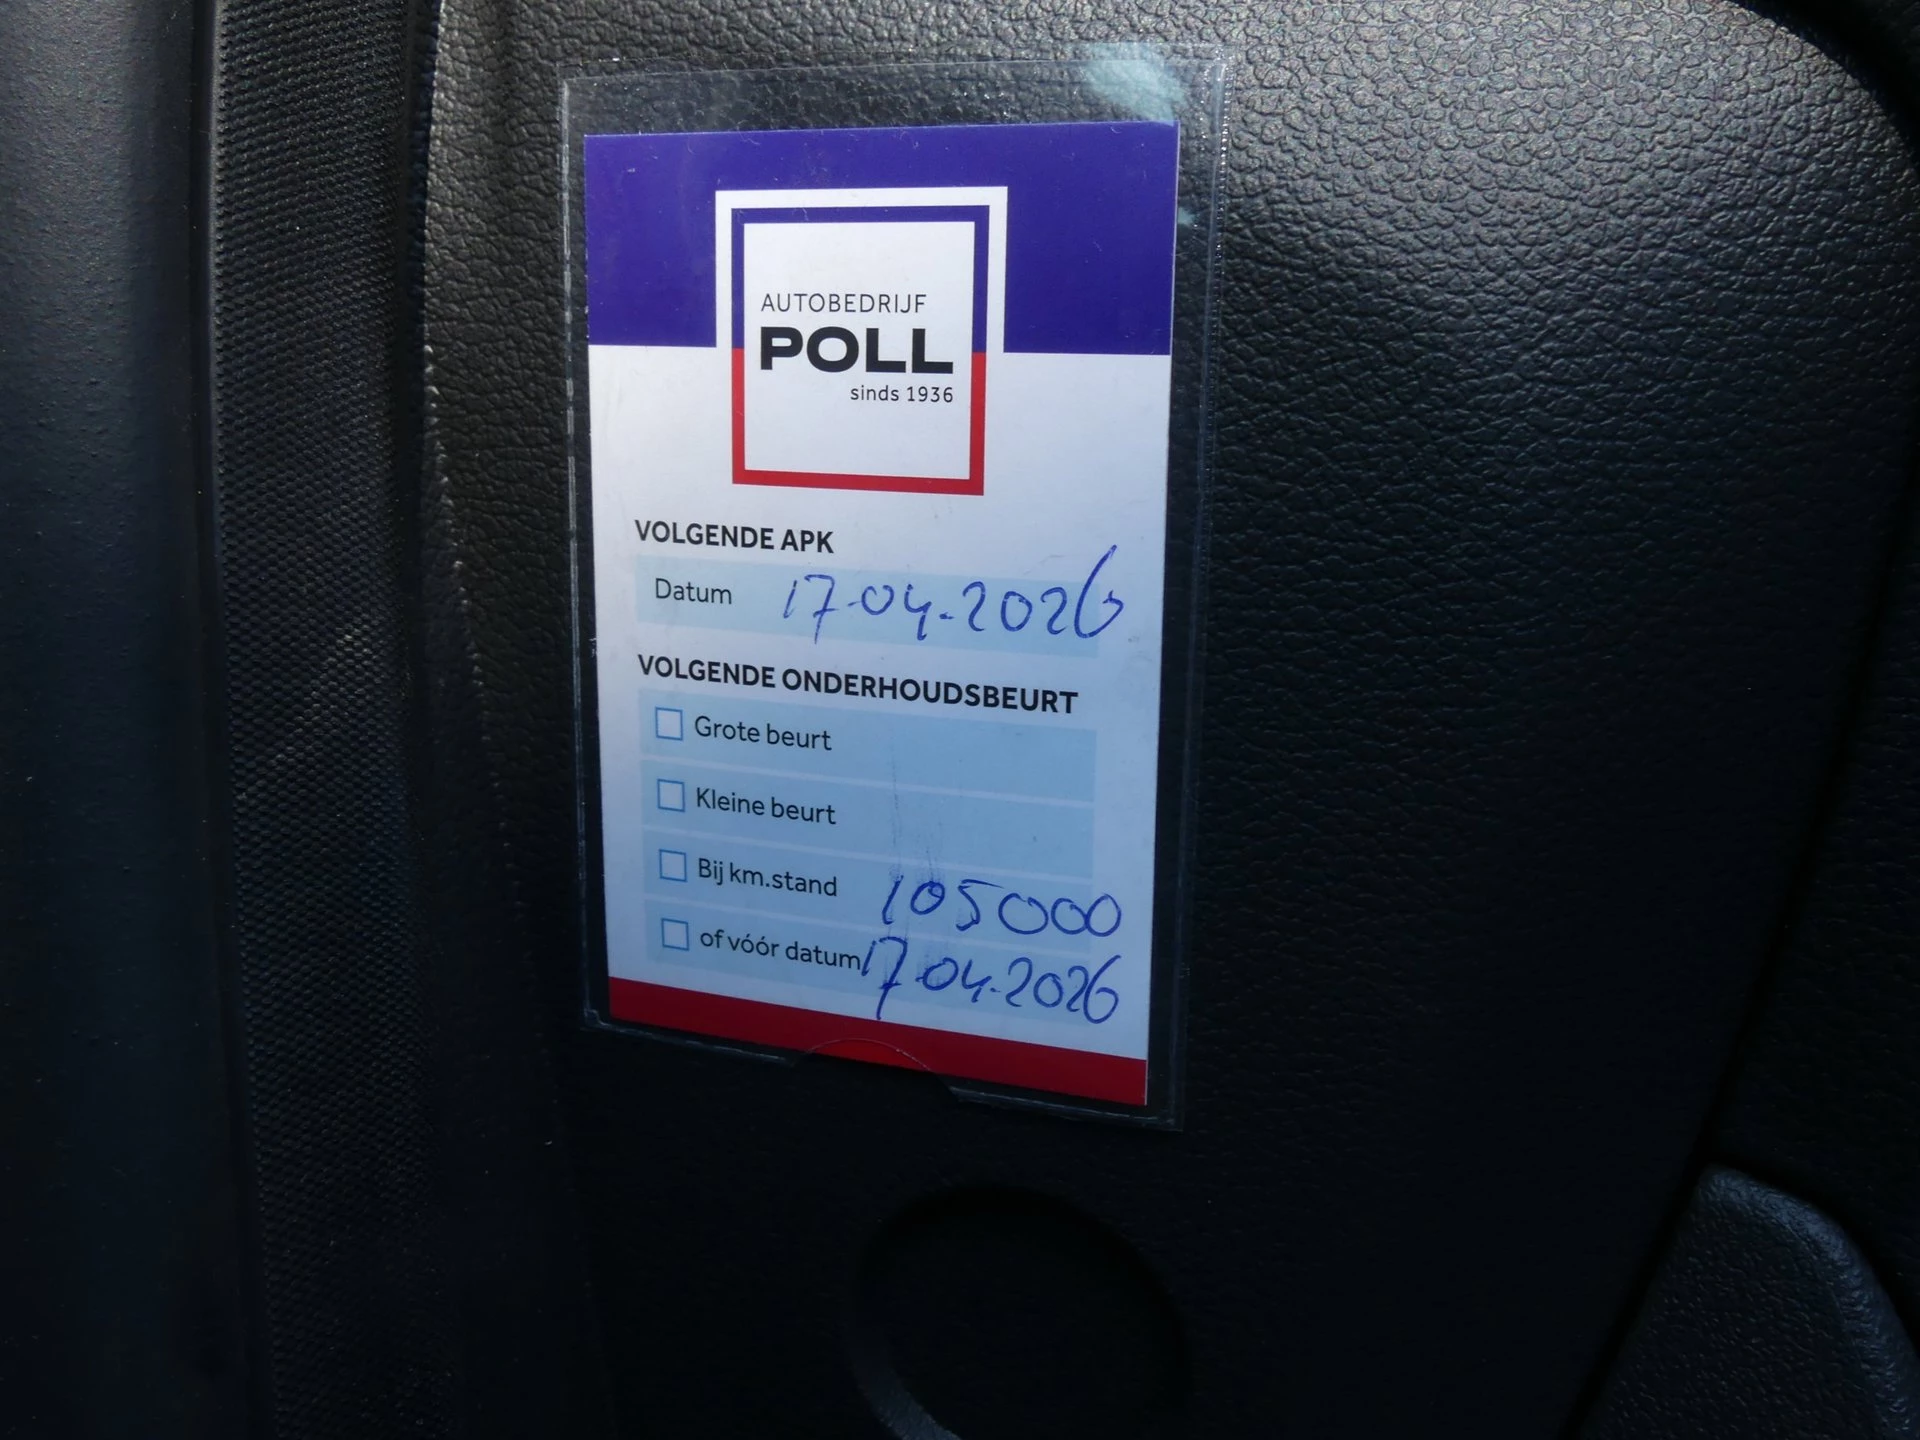 AUTOBEDRIJF
POLL
sinds 1936
VOLGENDE APK
Datum 17-04-2026
VOLGENDE ONDERHOUDSBEURT
Grote beurt
Kleine beurt
Bij km.stand 105000
of vóór datum 17-04-2026